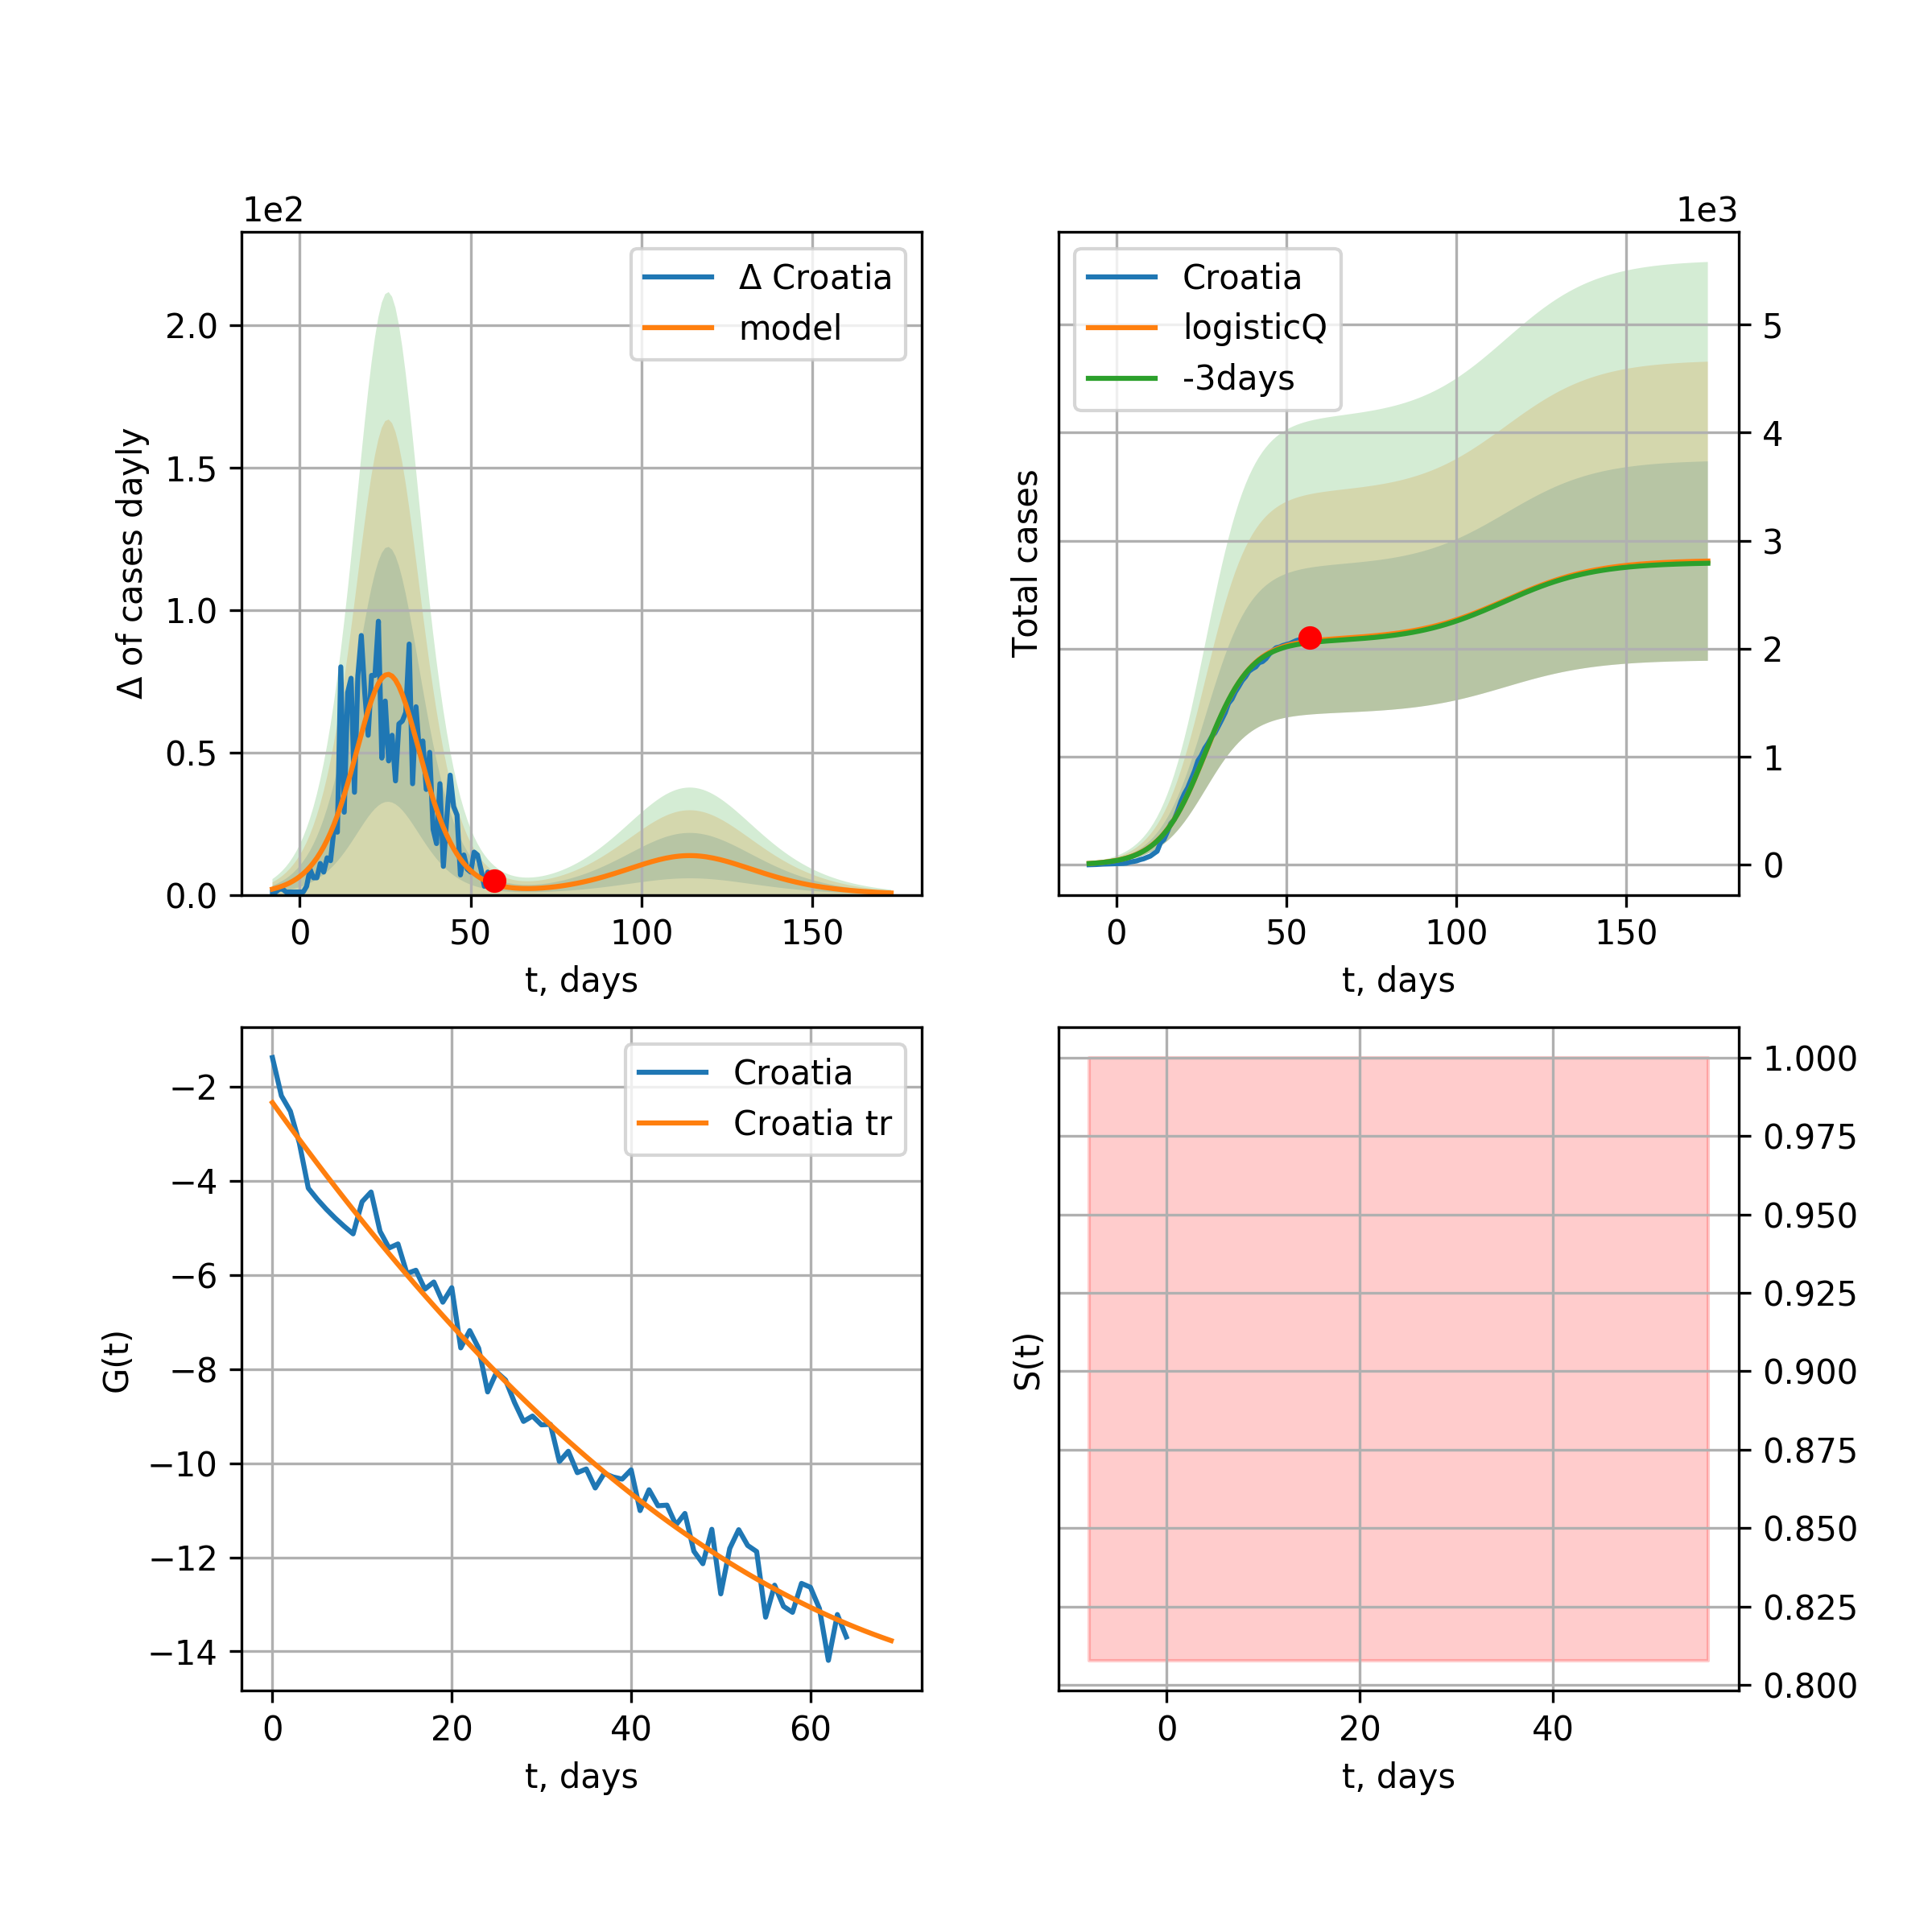 1e2
Δ of cases dayly
2.0
1.5
1.0
0.5
0.0
0 50 100 150
t, days
Δ Croatia
model
1e3
Total cases
5
4
3
2
1
0
0 50 100 150
t, days
Croatia
logisticQ
-3days
G(t)
−2
−4
−6
−8
−10
−12
−14
0 20 40 60
t, days
Croatia
Croatia tr
S(t)
1.000
0.975
0.950
0.925
0.900
0.875
0.850
0.825
0.800
0 20 40
t, days